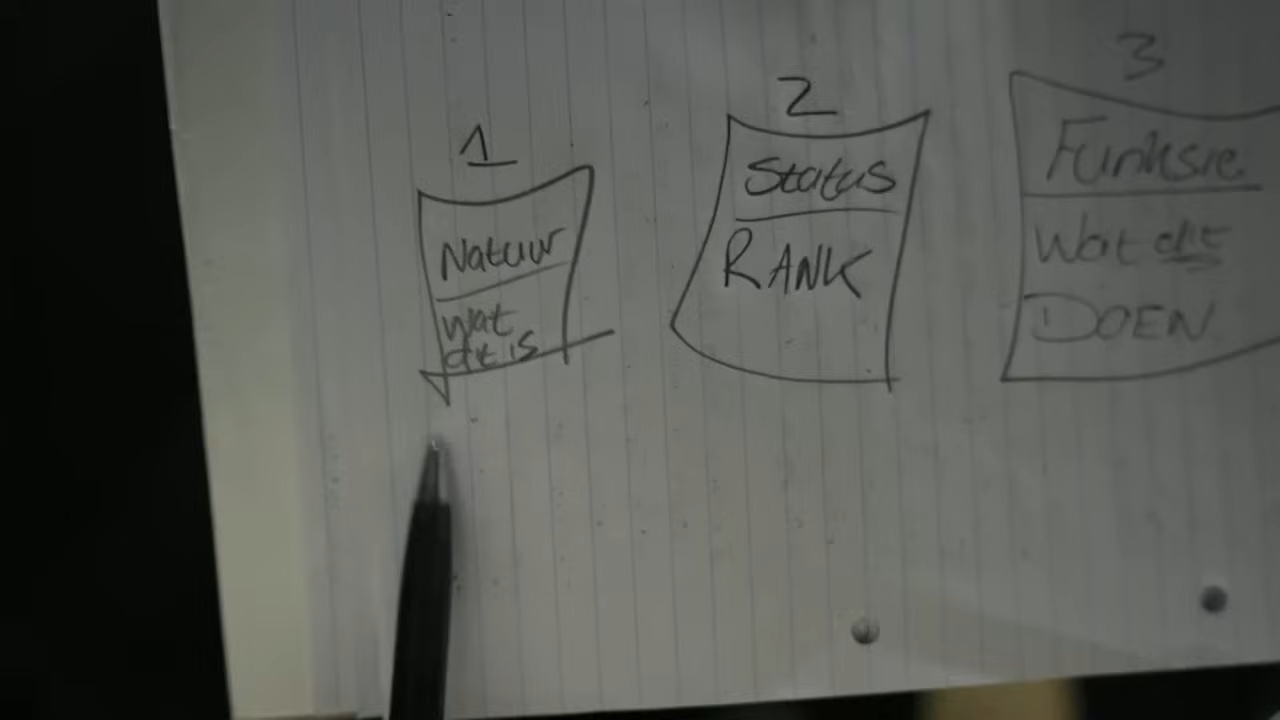 1
Natuur
Wat
dit is
2
Status
RANK
3
Funksie
Wat dit
DOEN